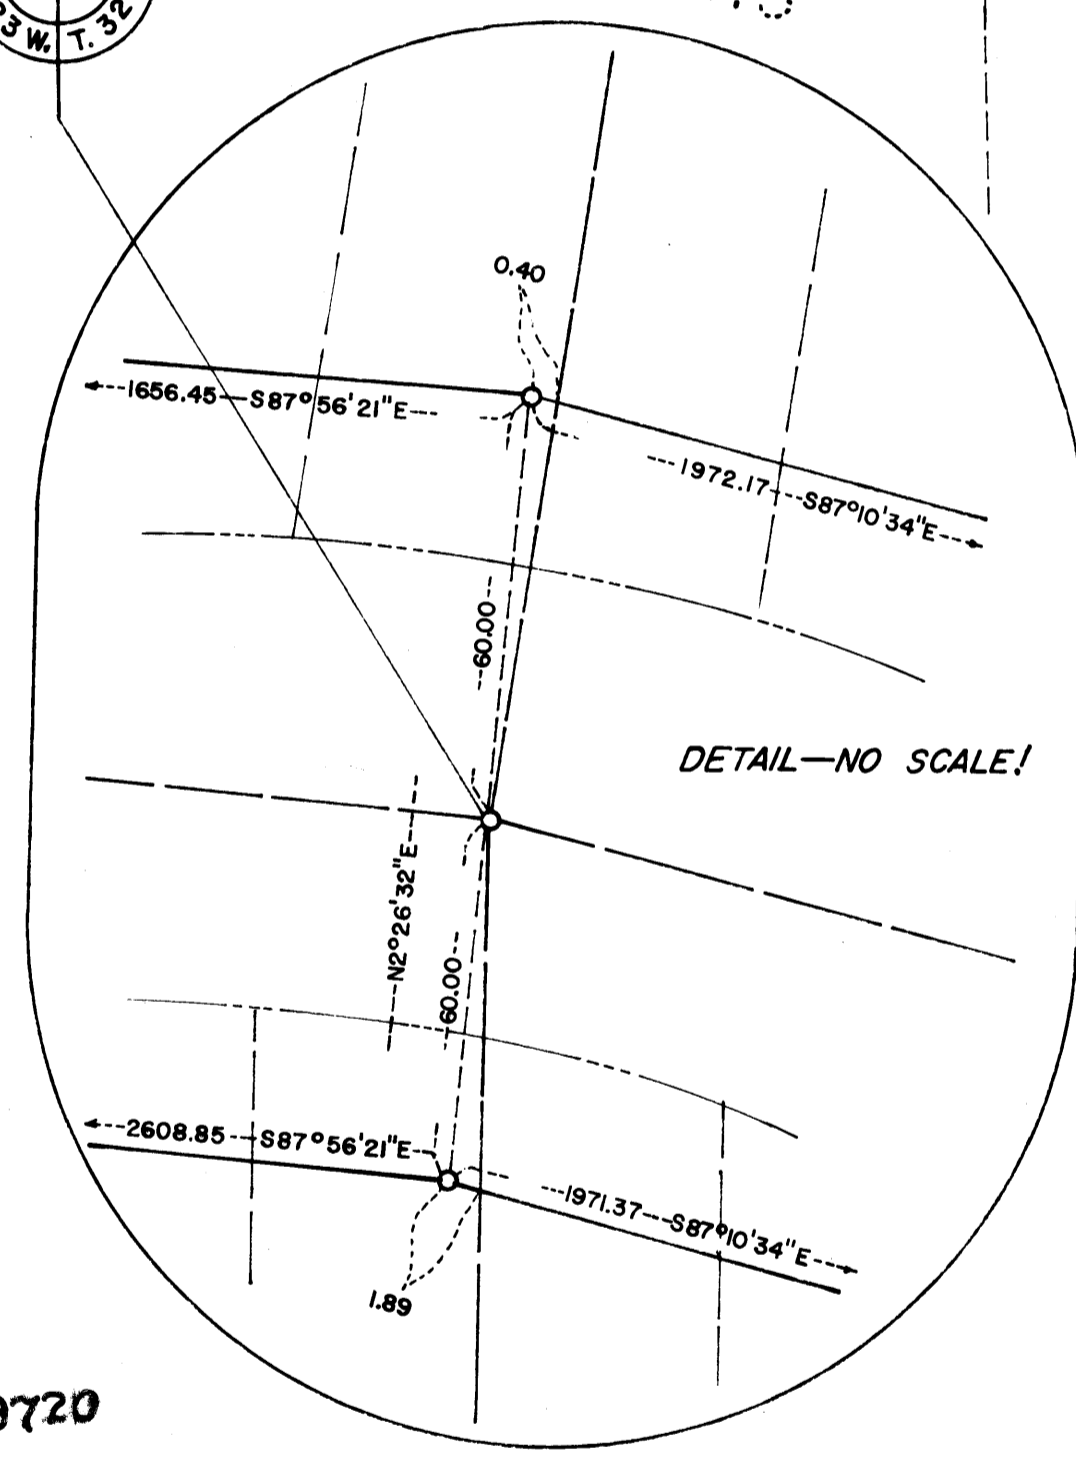 3 W. T. 32
0.40
1656.45—S87°56'21"E
1972.17---S87°10'34"E
60.00
DETAIL—NO SCALE!
N2°26'32"E
60.00
2608.85---S87°56'21"E
1971.37---S87°10'34"E
1.89
9720